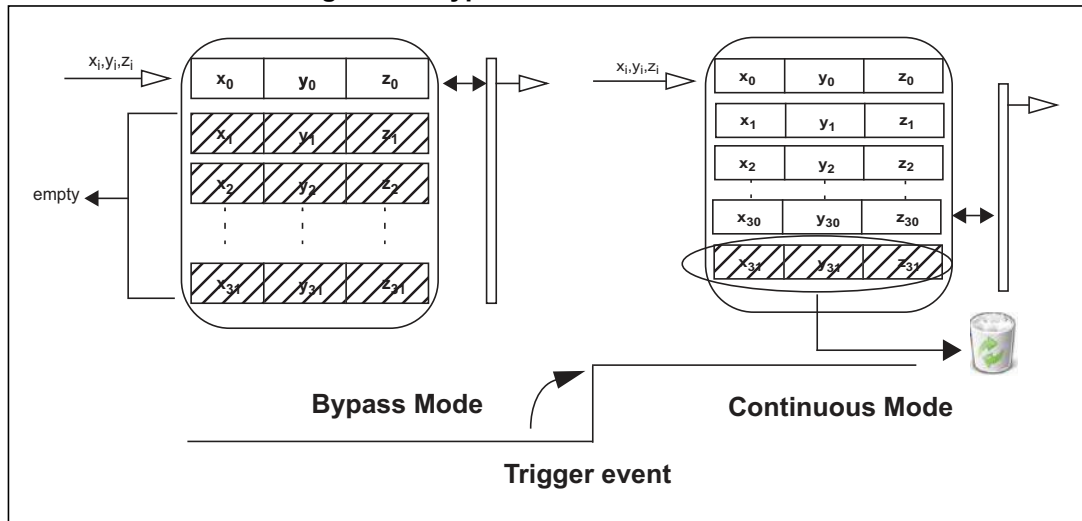 xᵢ,yᵢ,zᵢ
x₀ y₀ z₀
x₁ y₁ z₁
x₂ y₂ z₂
x₃₁ y₃₁ z₃₁
empty
xᵢ,yᵢ,zᵢ
x₀ y₀ z₀
x₁ y₁ z₁
x₂ y₂ z₂
x₃₀ y₃₀ z₃₀
x₃₁ y₃₁ z₃₁
Bypass Mode
Continuous Mode
Trigger event